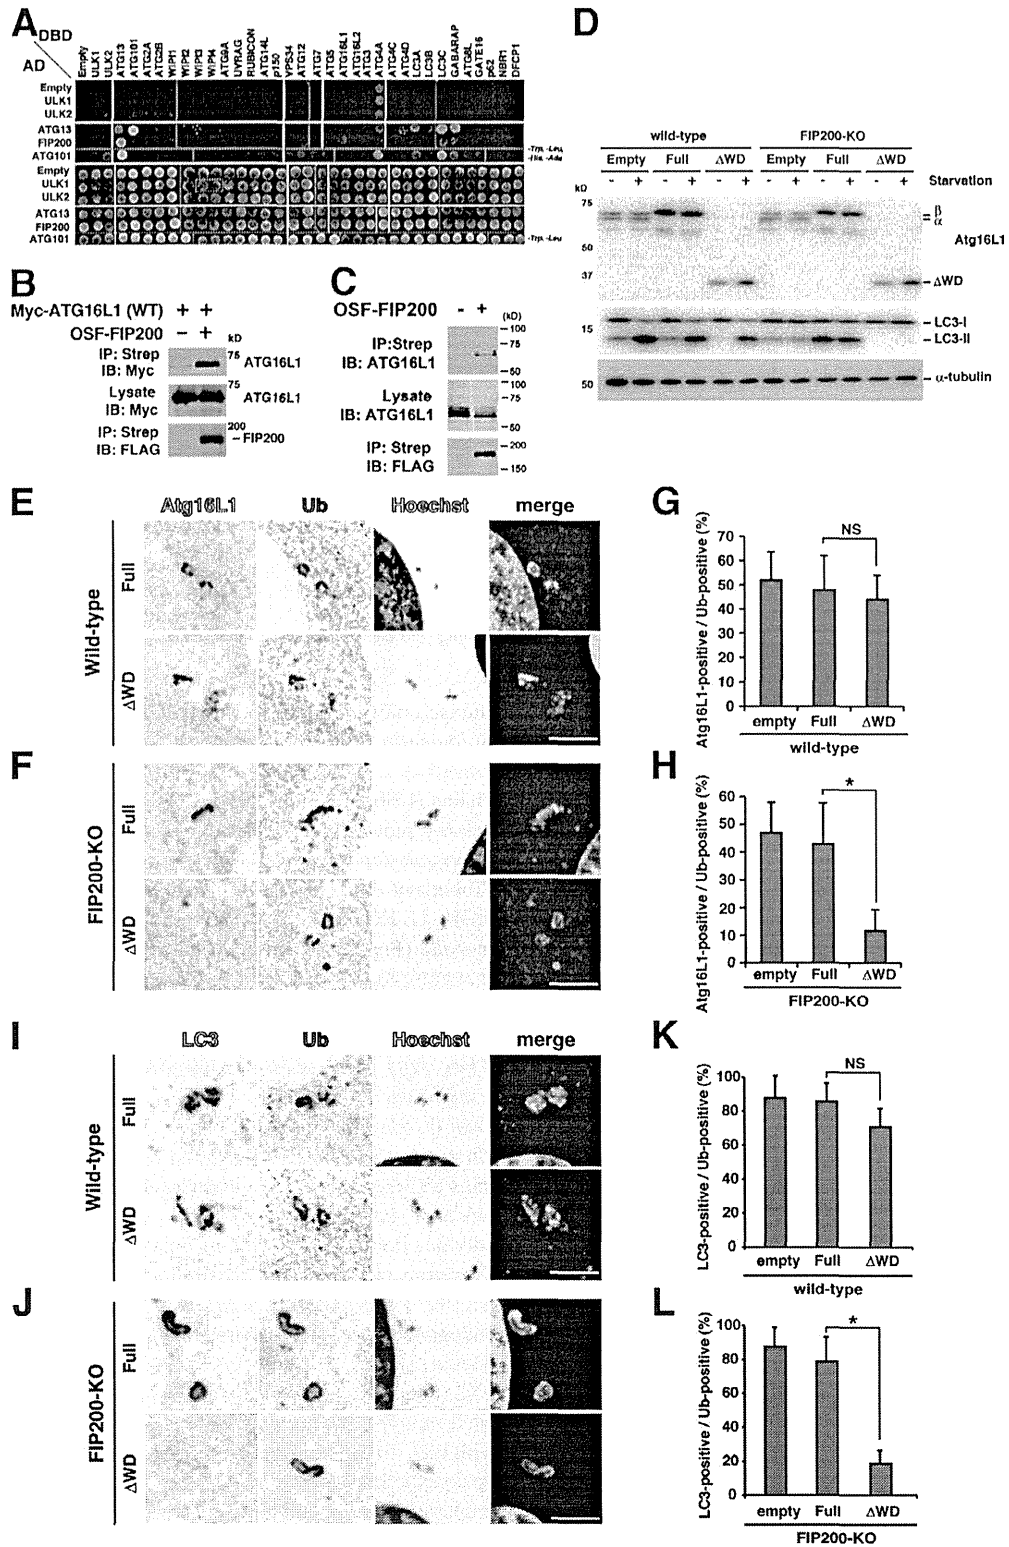 A
DBD
AD
Empty
ULK1
ULK2
ATG13
ATG101
ATG2A
ATG2B
WIPI1
WIPI2
WIPI3
WIPI4
ATG9A
UVRAG
RUBICON
ATG14L
p150
VPS34
ATG12
ATG7
ATG5
ATG16L1
ATG16L2
ATG3
ATG4A
ATG4C
ATG4D
LC3A
LC3B
LC3C
GABARAP
GATE16
p62
NBR1
DFCP1
Empty
ULK1
ULK2
ATG13
FIP200
ATG101
-Trp, -Leu,
-His, -Ade
Empty
ULK1
ULK2
ATG13
FIP200
ATG101
-Trp, -Leu
B
Myc-ATG16L1 (WT) + +
OSF-FIP200 − +
kD
IP: Strep
IB: Myc
75
ATG16L1
Lysate
IB: Myc
75
ATG16L1
IP: Strep
IB: FLAG
200
FIP200
C
OSF-FIP200 - +
(kD)
IP:Strep
IB: ATG16L1
100
75
50
Lysate
IB: ATG16L1
100
75
50
IP: Strep
IB: FLAG
200
150
D
wild-type FIP200-KO
Empty Full ΔWD Empty Full ΔWD
- + - + - + - + - + - + Starvation
kD
75
50
37
15
50
β
α
Atg16L1
ΔWD
LC3-I
LC3-II
α-tubulin
E
Atg16L1 Ub Hoechst merge
Wild-type
Full
ΔWD
F
FIP200-KO
Full
ΔWD
G
Atg16L1-positive / Ub-positive (%)
70
60
50
40
30
20
10
0
NS
empty Full ΔWD
wild-type
H
Atg16L1-positive / Ub-positive (%)
60
50
40
30
20
10
0
*
empty Full ΔWD
FIP200-KO
I
LC3 Ub Hoechst merge
Wild-type
Full
ΔWD
J
FIP200-KO
Full
ΔWD
K
LC3-positive / Ub-positive (%)
100
80
60
40
20
0
NS
empty Full ΔWD
wild-type
L
LC3-positive / Ub-positive (%)
100
80
60
40
20
0
*
empty Full ΔWD
FIP200-KO